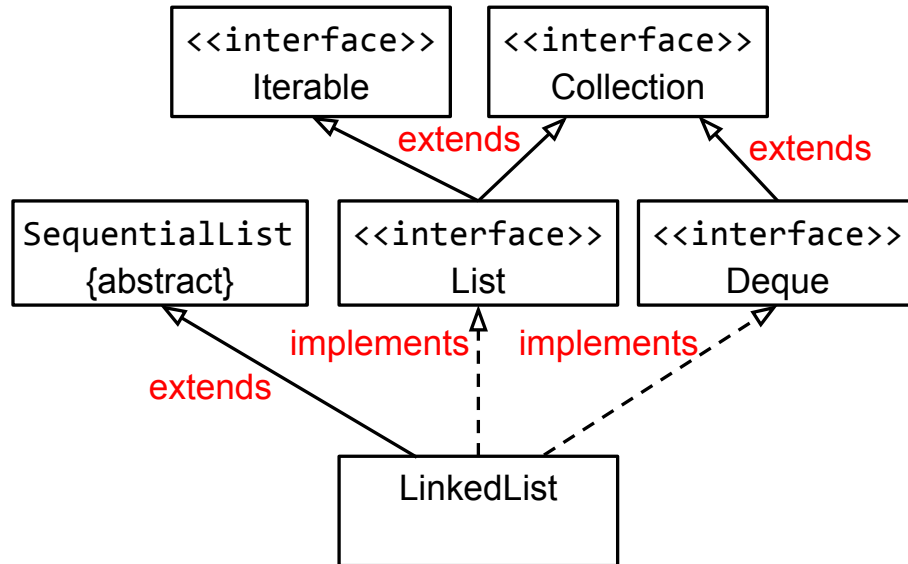 <<interface>>
Iterable
<<interface>>
Collection
extends
extends
SequentialList
{abstract}
<<interface>>
List
<<interface>>
Deque
implements
implements
extends
LinkedList